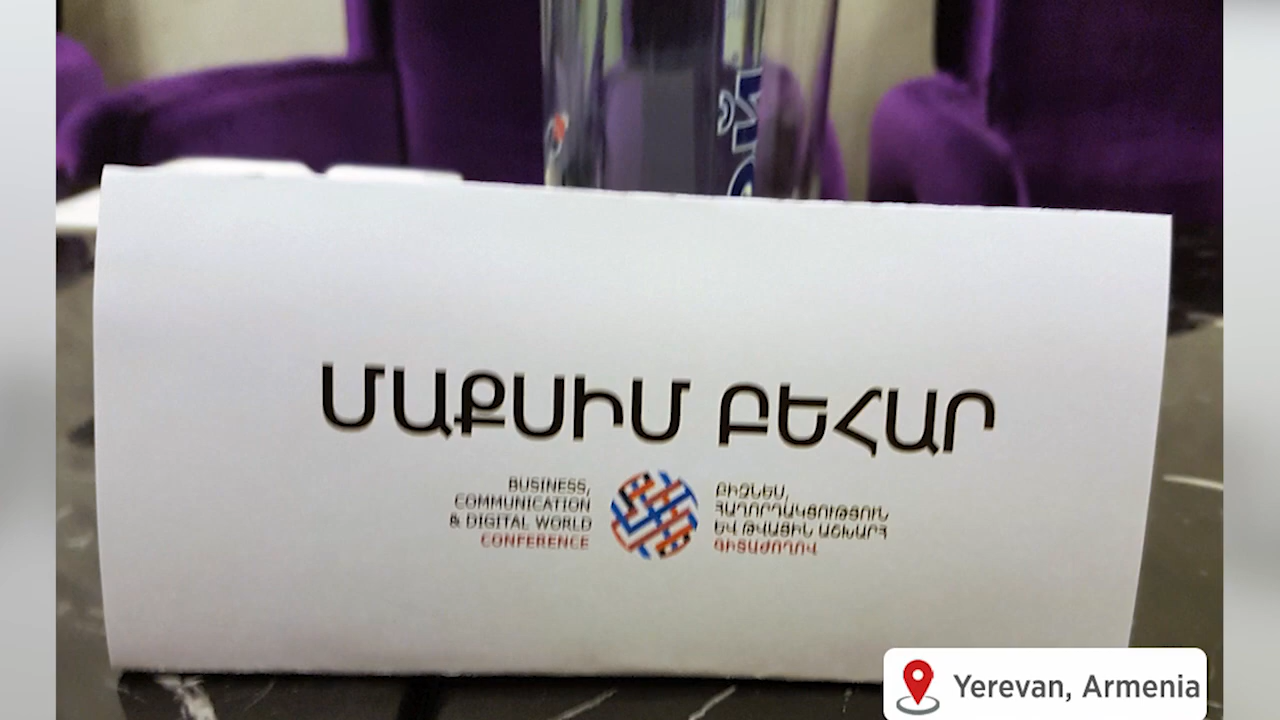 ՄԱՔՍԻՄ ԲԵՀԱՐ
BUSINESS,
COMMUNICATION
& DIGITAL WORLD
CONFERENCE
ԲԻԶՆԵՍ,
ՀԱՂՈՐԴԱԿՑՈՒԹՅՈՒՆ
ԵՎ ԹՎԱՅԻՆ ԱՇԽԱՐՀ
ԳԻՏԱԺՈՂՈՎ
Yerevan, Armenia